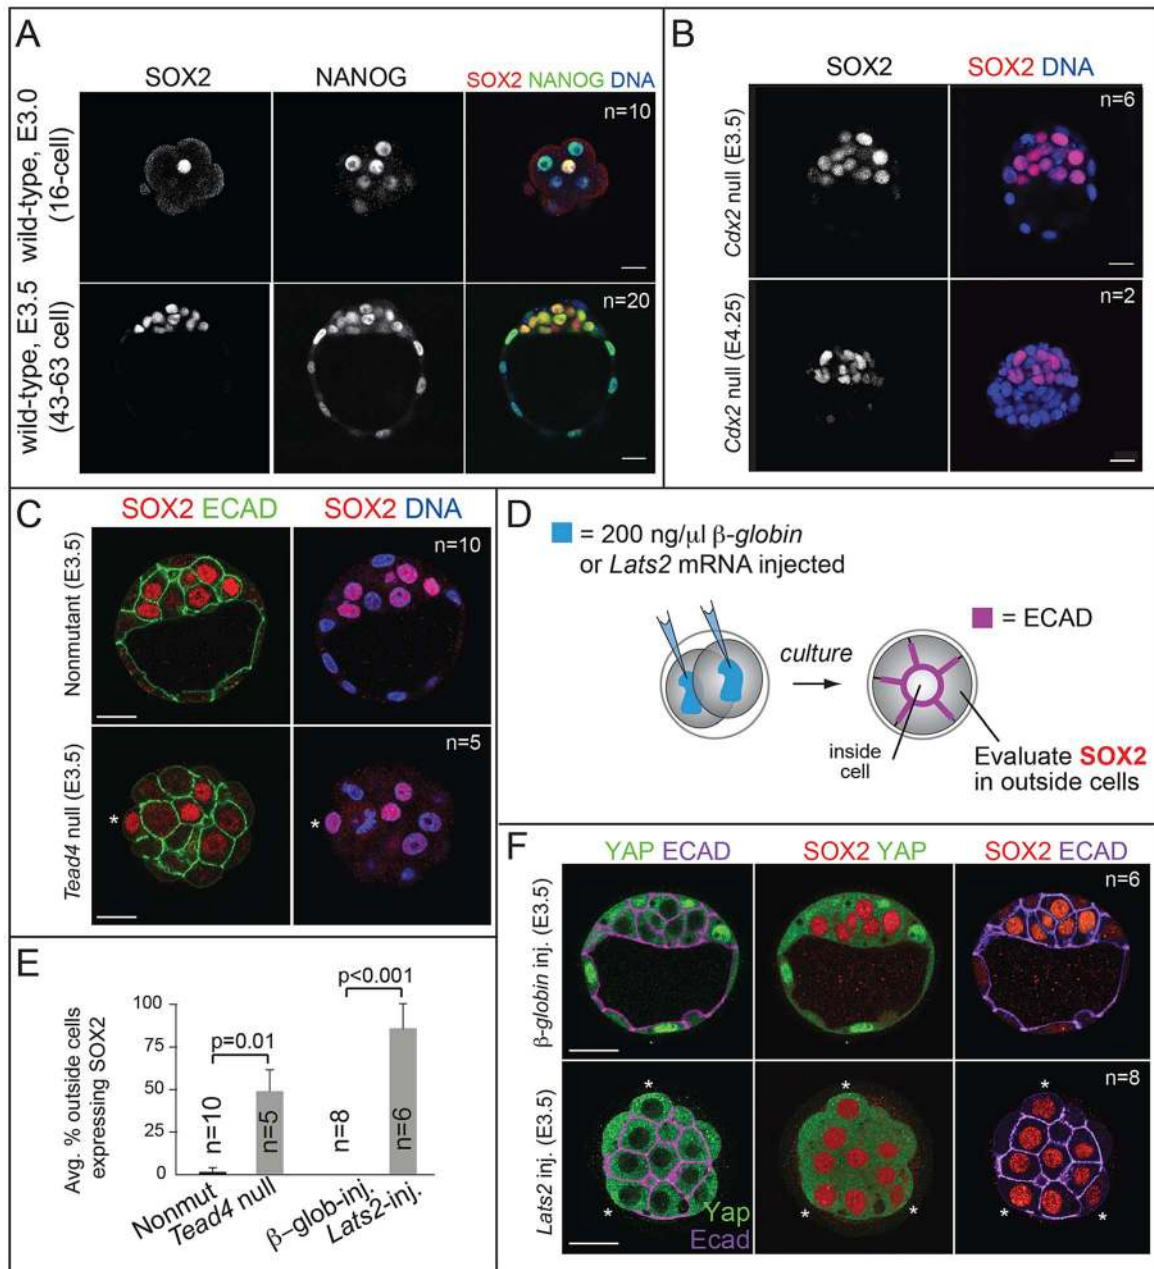 A
SOX2
NANOG
SOX2 NANOG DNA
wild-type, E3.0
(16-cell)
n=10
wild-type, E3.5
(43-63 cell)
n=20
B
SOX2
SOX2 DNA
Cdx2 null (E3.5)
n=6
Cdx2 null (E4.25)
n=2
C
SOX2 ECAD
SOX2 DNA
Nonmutant (E3.5)
n=10
Tead4 null (E3.5)
n=5
*
*
D
= 200 ng/μl β-globin
or Lats2 mRNA injected
culture
= ECAD
inside
cell
Evaluate SOX2
in outside cells
E
Avg. % outside cells
expressing SOX2
100
75
50
25
0
p=0.01
p<0.001
n=10
n=5
n=8
n=6
Nonmut
Tead4 null
β-glob-inj.
Lats2-inj.
F
YAP ECAD
SOX2 YAP
SOX2 ECAD
β-globin inj. (E3.5)
n=6
Lats2 inj. (E3.5)
n=8
*
*
*
*
*
*
*
*
Yap
Ecad